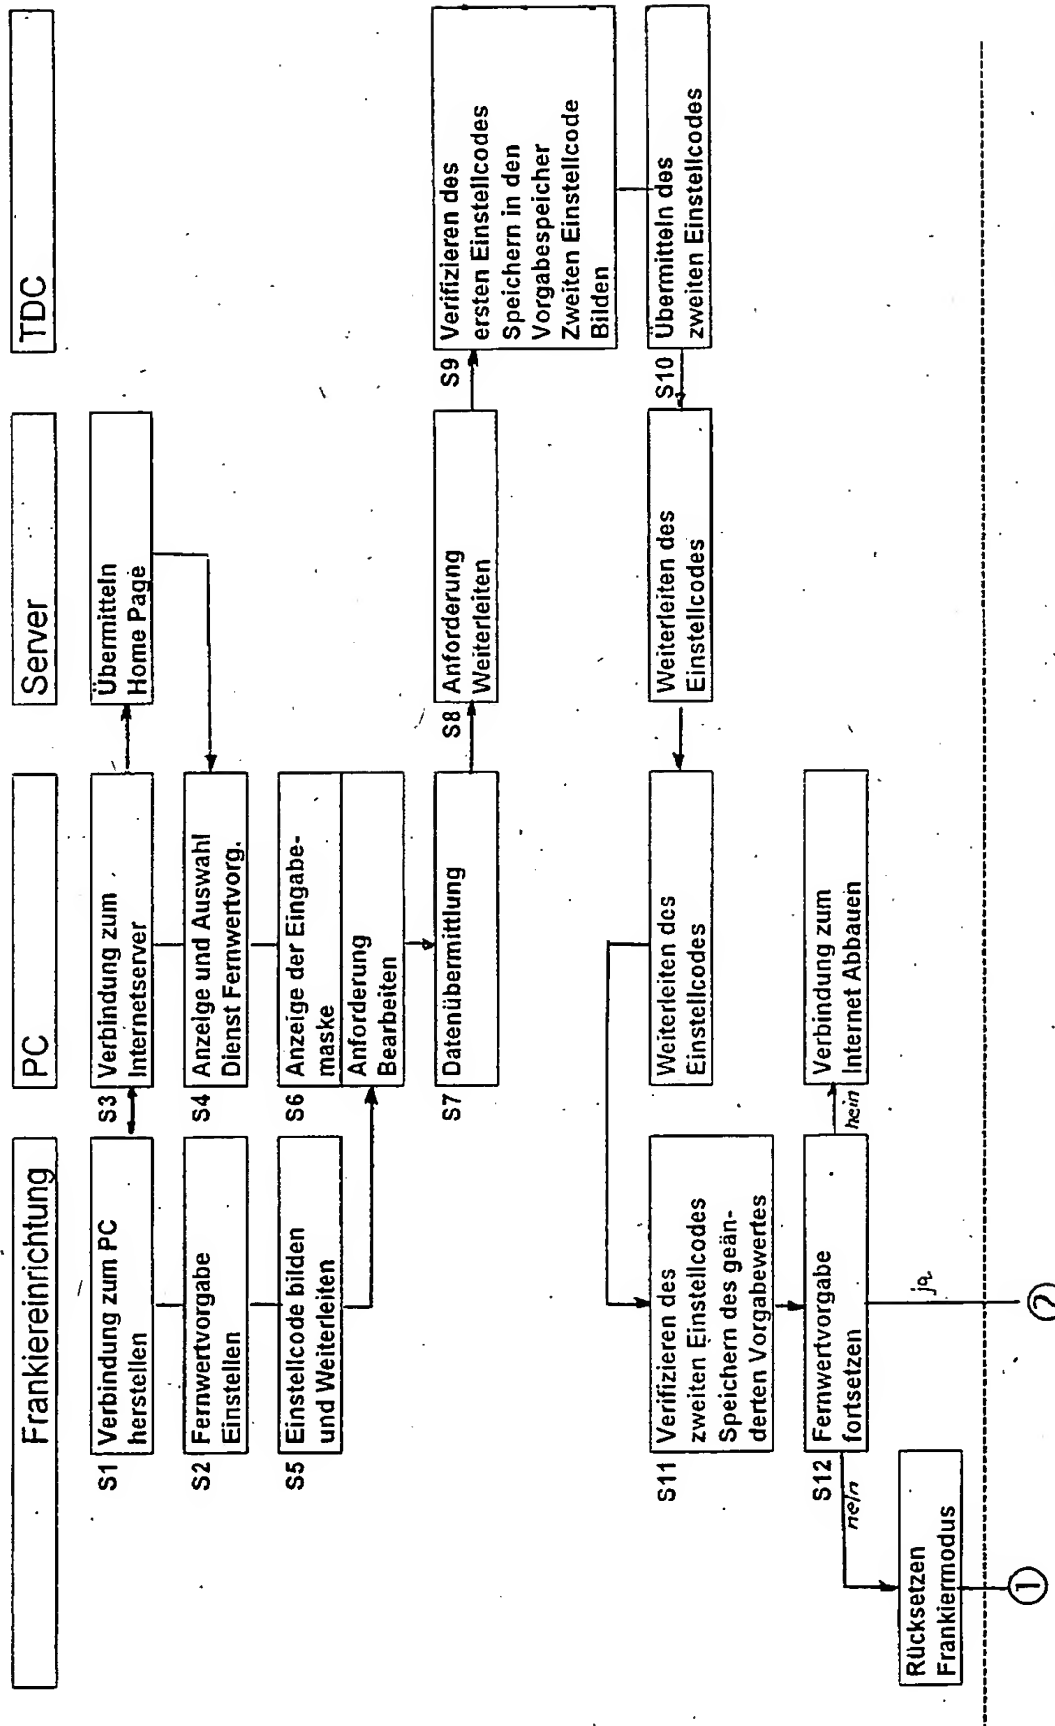 Frankiereinrichtung
PC
Server
TDC
S1
Verbindung zum PC
herstellen
S3
Verbindung zum
Internetserver
Übermitteln
Home Page
S2
Fernwertvorgabe
Einstellen
S4
Anzeige und Auswahl
Dienst Fernwertvorg.
S5
Einstellcode bilden
und Weiterleiten
S6
Anzeige der Eingabe-
maske
Anforderung
Bearbeiten
S7
Datenübermittlung
S8
Anforderung
Weiterleiten
S9
Verifizieren des
ersten Einstellcodes
Speichern in den
Vorgabespeicher
Zweiten Einstellcode
Bilden
S10
Übermitteln des
zweiten Einstellcodes
Weiterleiten des
Einstellcodes
Weiterleiten des
Einstellcodes
S11
Verifizieren des
zweiten Einstellcodes
Speichern des geän-
derten Vorgabewertes
S12
Fernwertvorgabe
fortsetzen
nein
Verbindung zum
Internet Abbauen
nein
ja
Rücksetzen
Frankiermodus
1
2